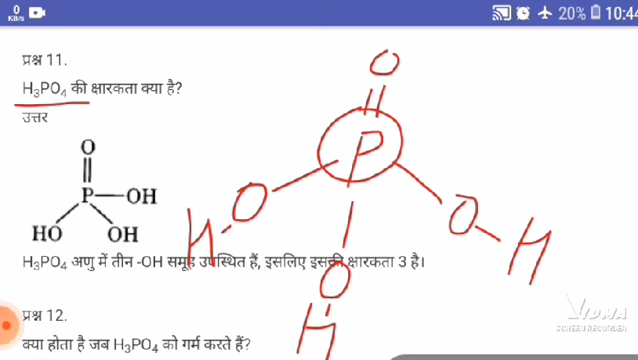 0 KB/s 20% 10:44
प्रश्न 11.
H₃PO₄ की क्षारकता क्या है?
उत्तर
O
P—OH
HO OH
O
P
O O
H H
O
H
H₃PO₄ अणु में तीन -OH समूह उपस्थित हैं, इसलिए इसकी क्षारकता 3 है।
प्रश्न 12.
क्या होता है जब H₃PO₄ को गर्म करते हैं?
VIDMA
SCREEN RECORDER